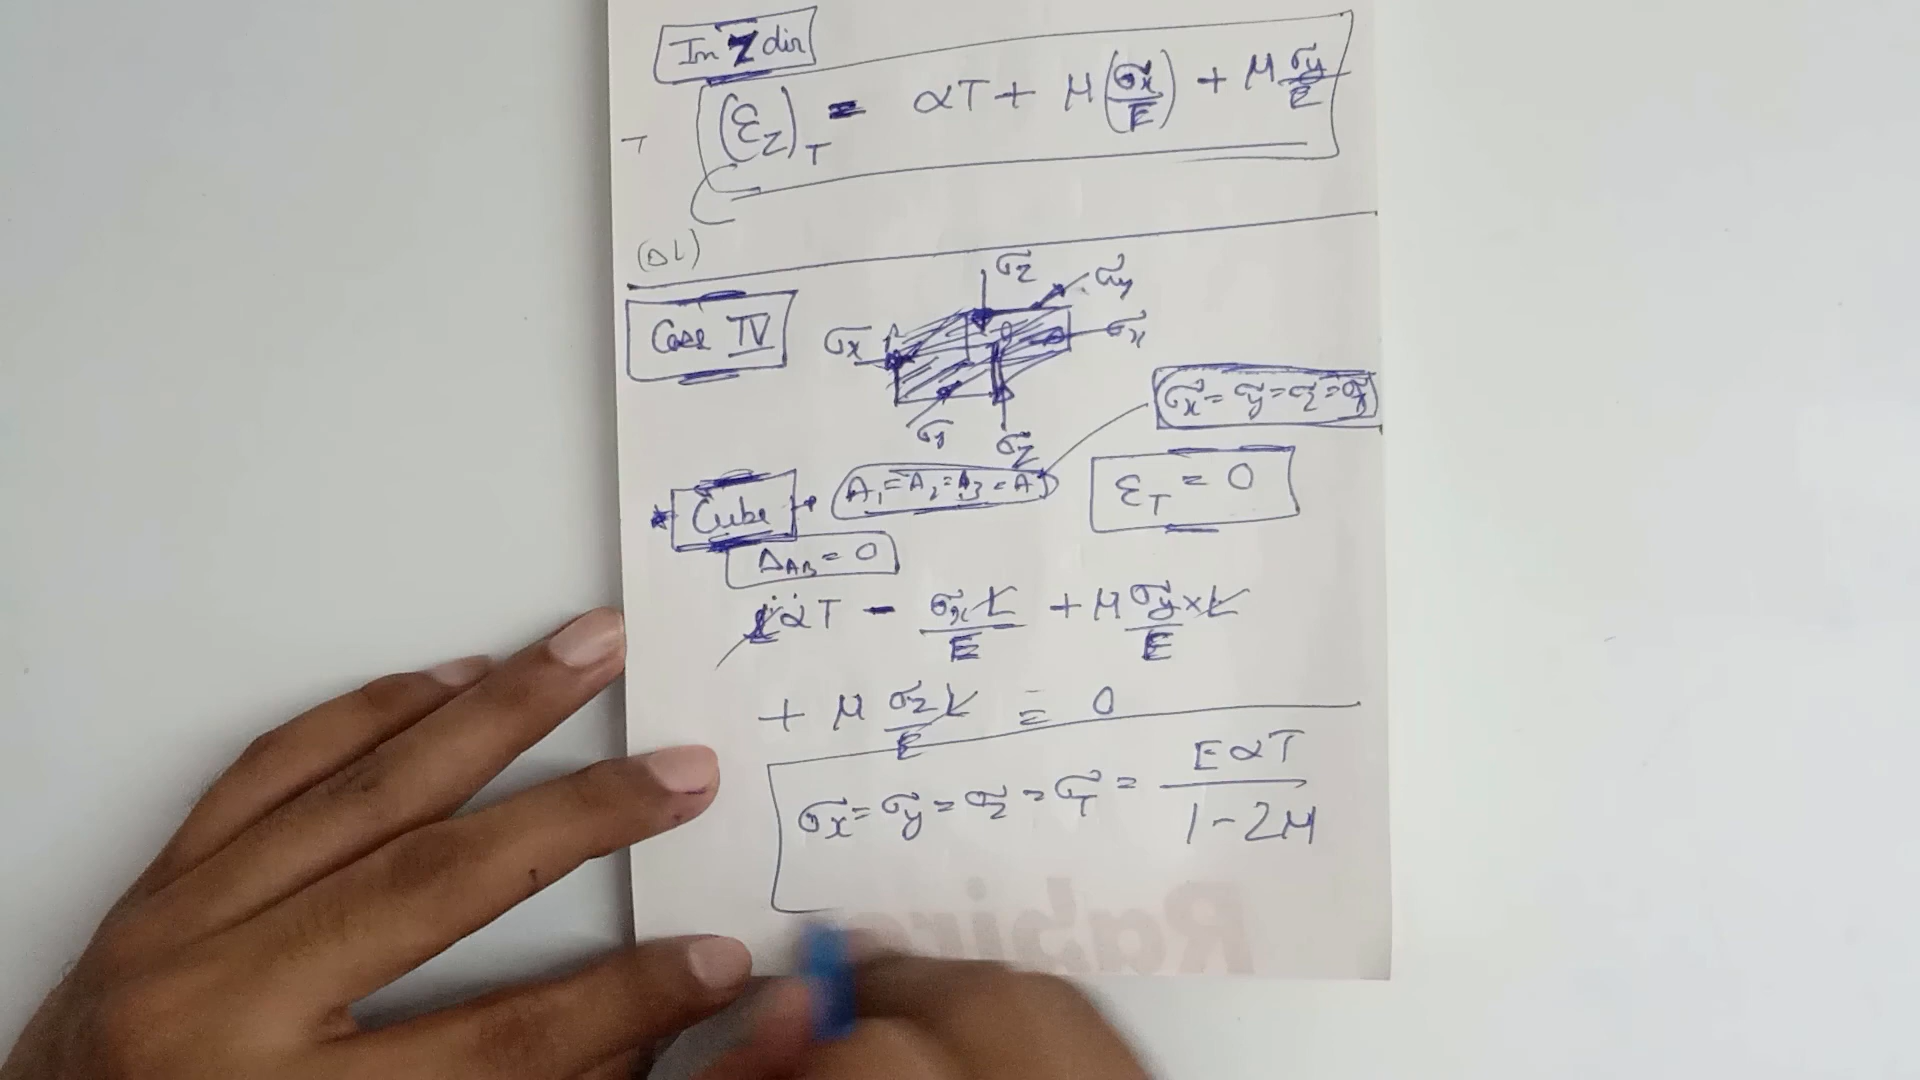 In Z dir
(εz)T = αT + μ(σx/E) + μ σy/E
(ΔL)
Case IV
σz σy
σx σx
σy σz
σx = σy = σz = σT
Cube A1 = A2 = A3 = A
εT = 0
ΔAB = 0
LαT - σx L/E + μ σy × L/E
+ μ σz L/E = 0
σx = σy = σz = σT = EαT/1-2μ